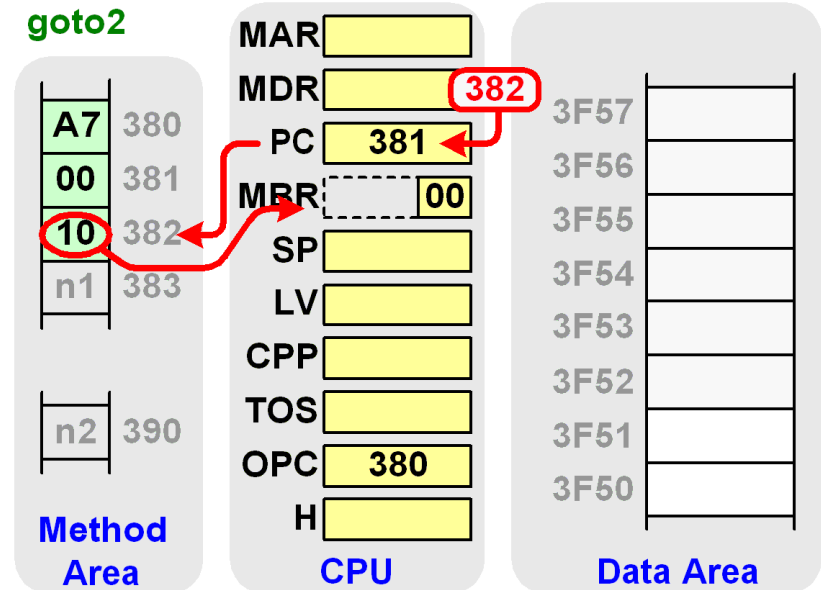 goto2
A7 380
00 381
10 382
n1 383
n2 390
Method
Area
MAR
MDR 382
PC 381
MBR 00
SP
LV
CPP
TOS
OPC 380
H
CPU
3F57
3F56
3F55
3F54
3F53
3F52
3F51
3F50
Data Area